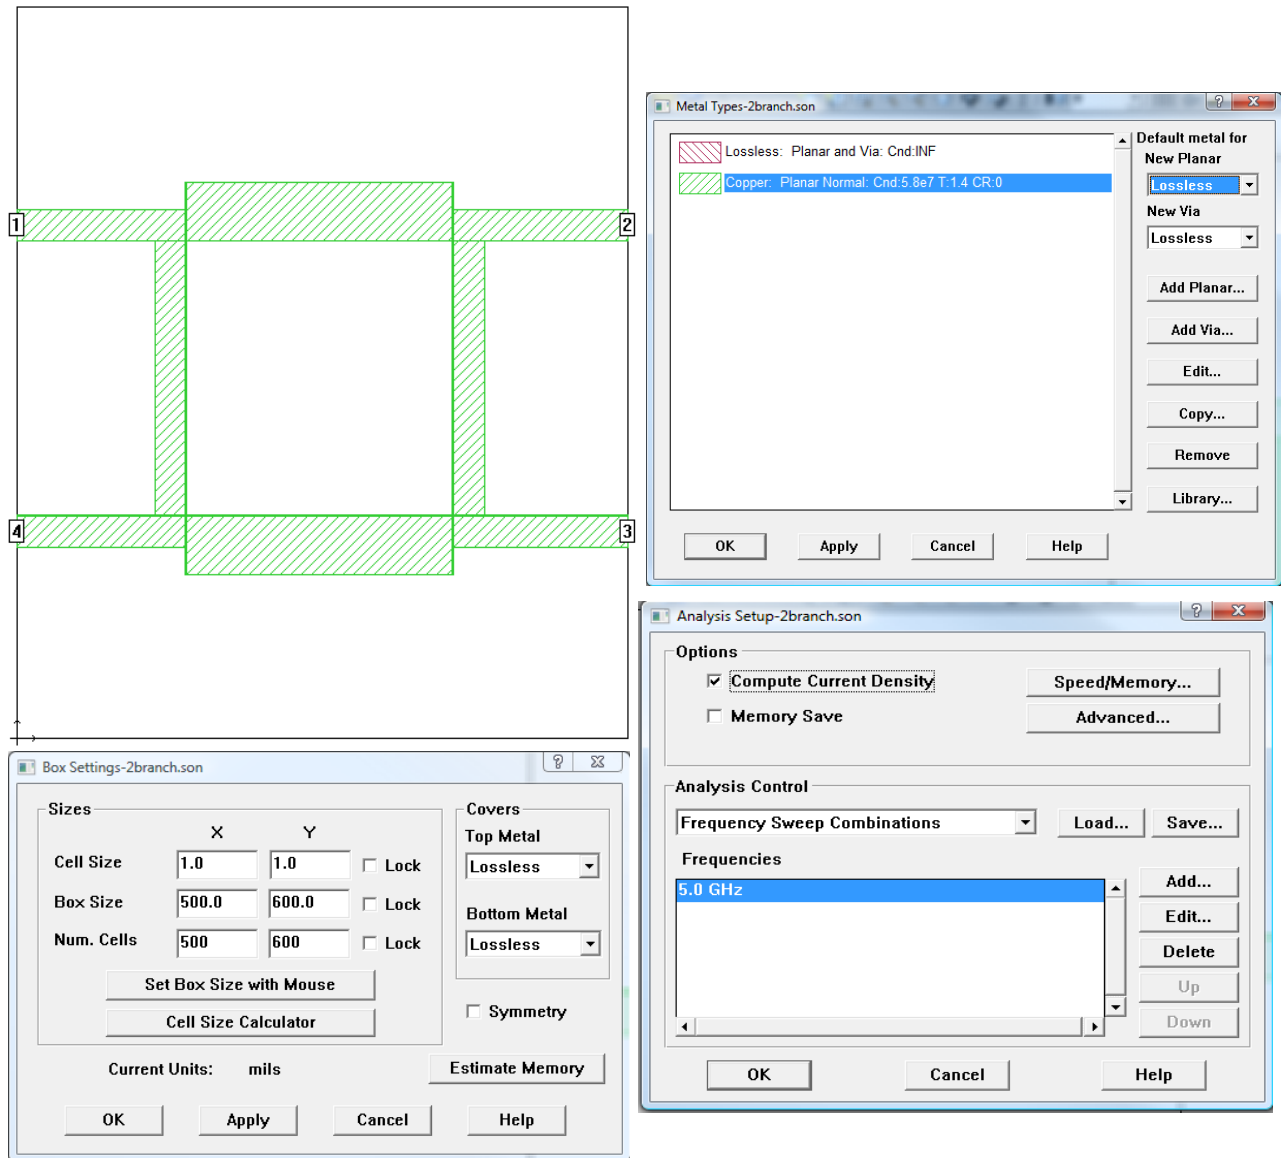 1
2
4
3
Metal Types-2branch.son
Lossless: Planar and Via: Cnd:INF
Copper: Planar Normal: Cnd:5.8e7 T:1.4 CR:0
Default metal for
New Planar
Lossless
New Via
Lossless
Add Planar...
Add Via...
Edit...
Copy...
Remove
Library...
OK Apply Cancel Help
Box Settings-2branch.son
Sizes
X Y
Cell Size 1.0 1.0 Lock
Box Size 500.0 600.0 Lock
Num. Cells 500 600 Lock
Set Box Size with Mouse
Cell Size Calculator
Covers
Top Metal
Lossless
Bottom Metal
Lossless
Symmetry
Current Units: mils
Estimate Memory
OK Apply Cancel Help
Analysis Setup-2branch.son
Options
Compute Current Density
Memory Save
Speed/Memory...
Advanced...
Analysis Control
Frequency Sweep Combinations
Load... Save...
Frequencies
5.0 GHz
Add...
Edit...
Delete
Up
Down
OK Cancel Help